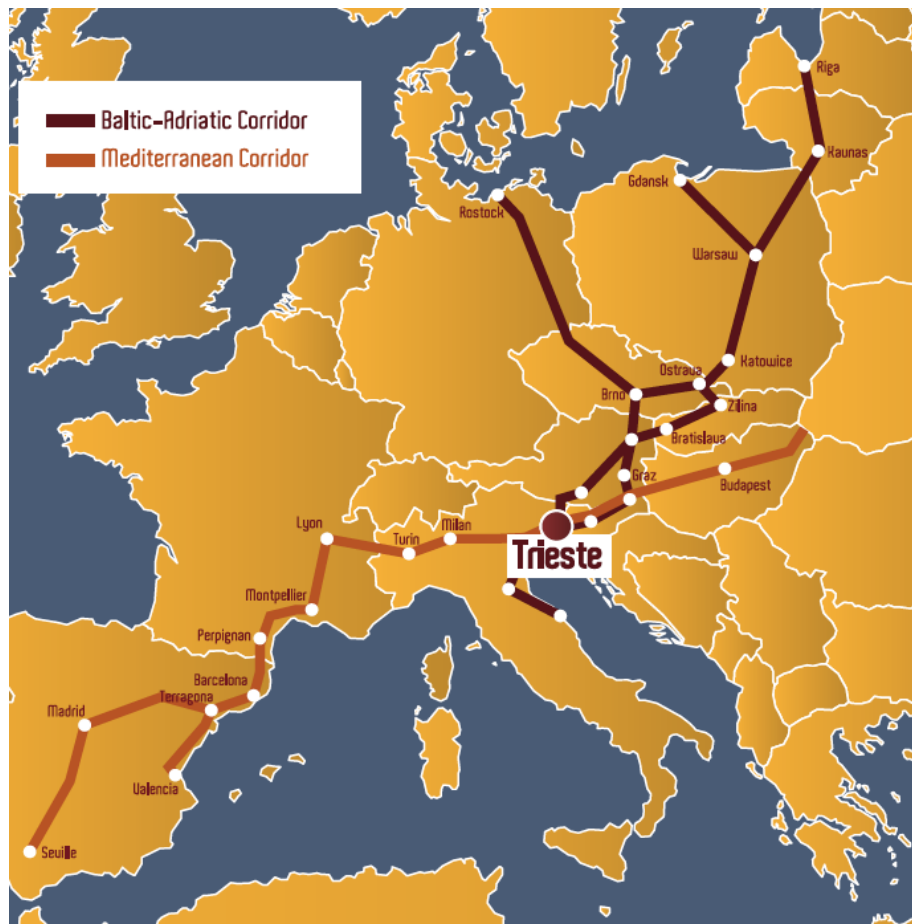 Baltic-Adriatic Corridor
Mediterranean Corridor
Riga
Kaunas
Gdansk
Rostock
Warsaw
Katowice
Ostrava
Brno
Zilina
Bratislava
Graz
Budapest
Trieste
Lyon
Turin
Milan
Montpellier
Perpignan
Barcelona
Terragona
Madrid
Valencia
Seville